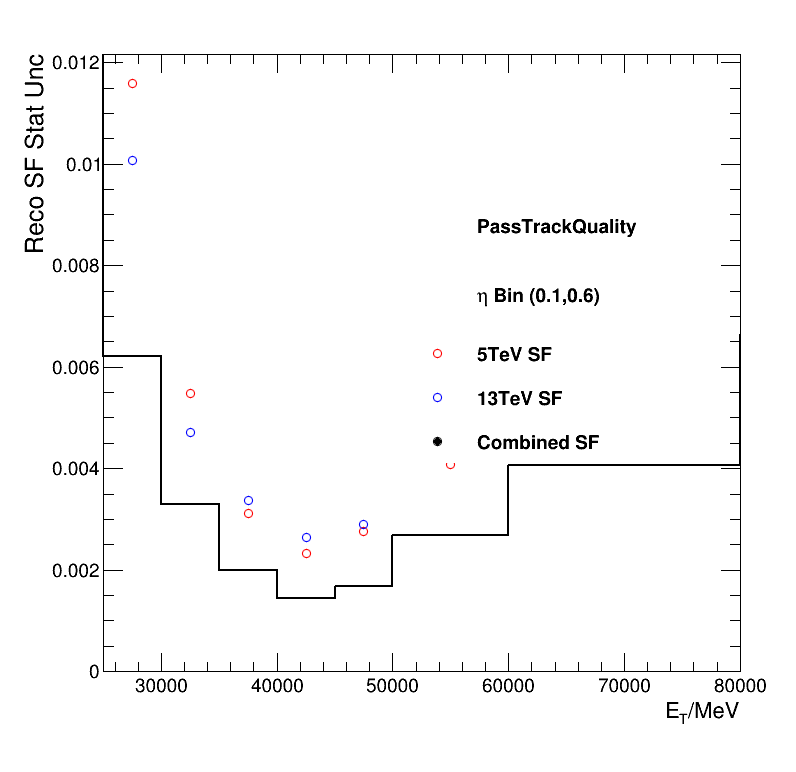 Reco SF Stat Unc
0.012
0.01
0.008
0.006
0.004
0.002
0
PassTrackQuality
η Bin (0.1,0.6)
5TeV SF
13TeV SF
Combined SF
30000 40000 50000 60000 70000 80000
E_T/MeV